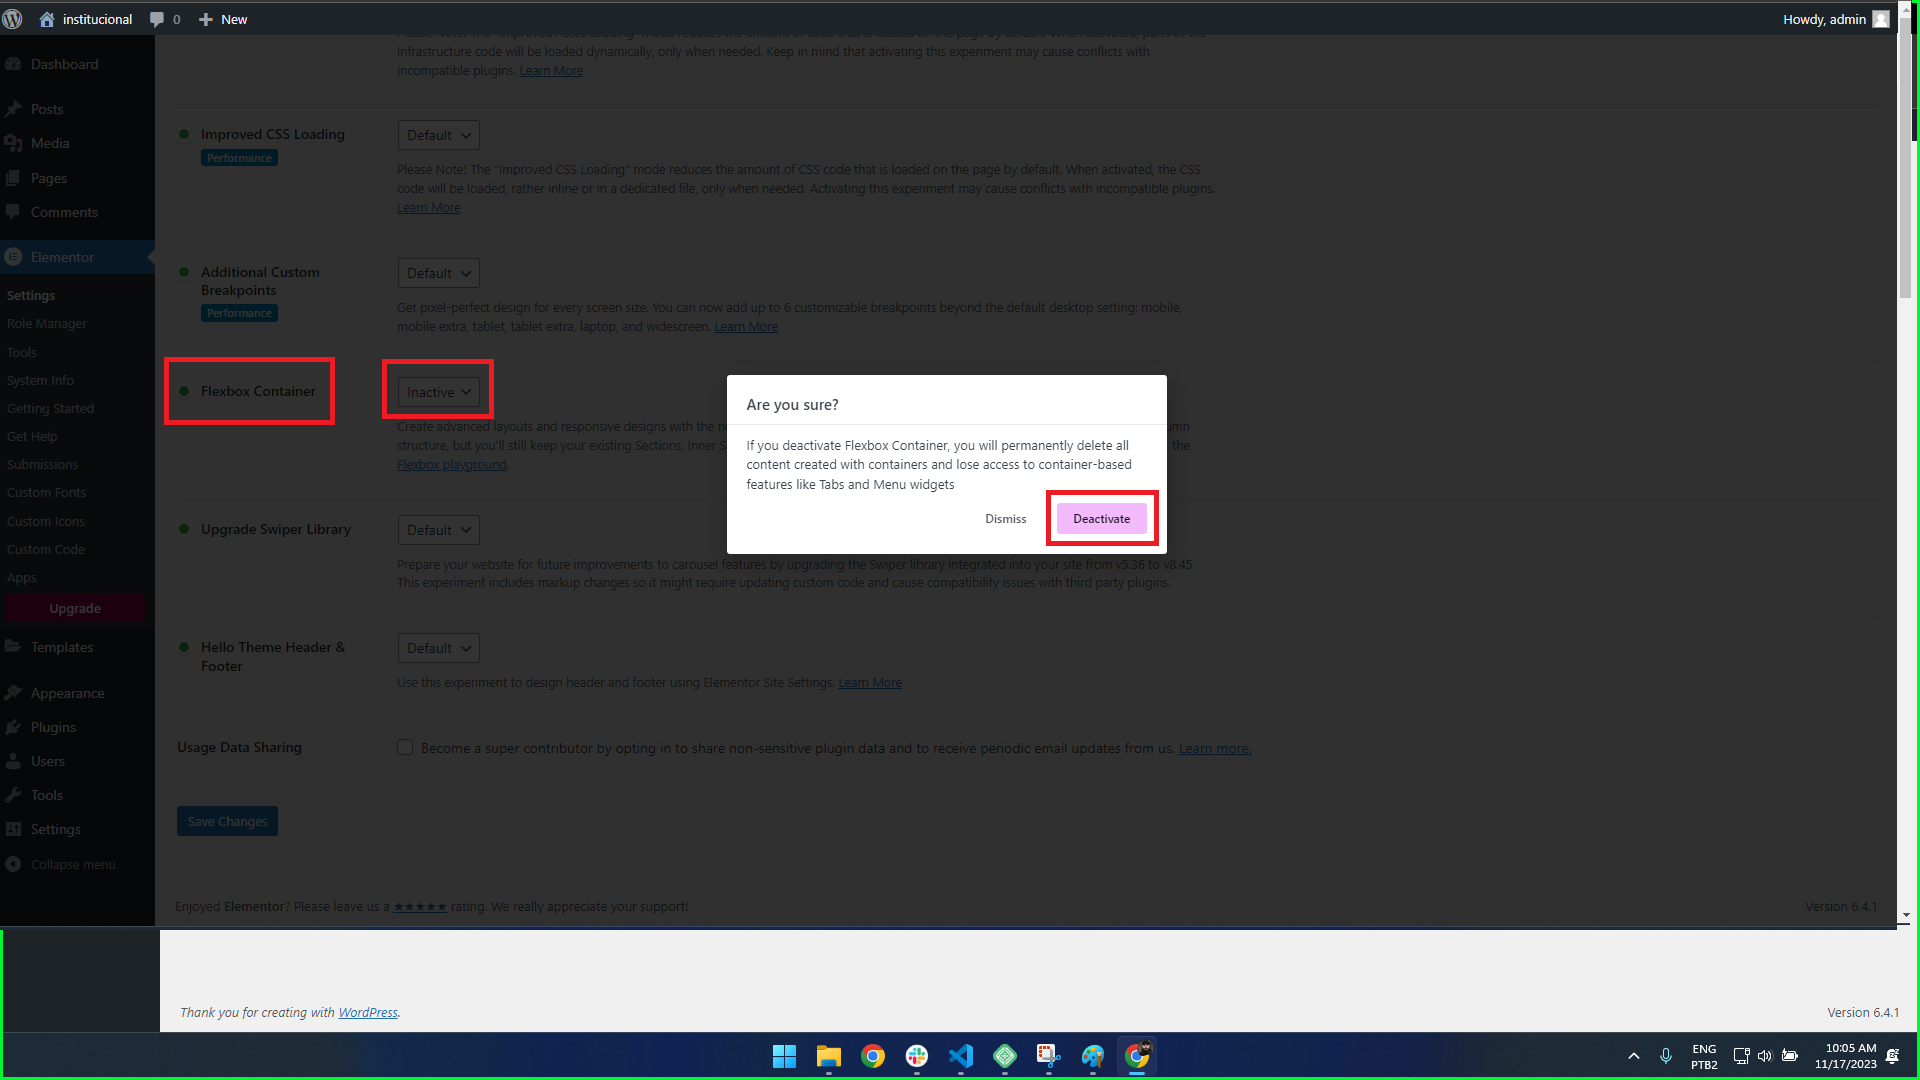 institucional
0
New
Howdy, admin
Dashboard
Posts
Media
Pages
Comments
Elementor
Settings
Role Manager
Tools
System Info
Getting Started
Get Help
Submissions
Custom Fonts
Custom Icons
Custom Code
Apps
Upgrade
Templates
Appearance
Plugins
Users
Tools
Settings
Collapse menu
infrastructure code will be loaded dynamically, only when needed. Keep in mind that activating this experiment may cause conflicts with
incompatible plugins. Learn More
Improved CSS Loading
Performance
Default
Please Note! The "Improved CSS Loading" mode reduces the amount of CSS code that is loaded on the page by default. When activated, the CSS
code will be loaded, rather inline or in a dedicated file, only when needed. Activating this experiment may cause conflicts with incompatible plugins.
Learn More
Additional Custom
Breakpoints
Performance
Default
Get pixel-perfect design for every screen size. You can now add up to 6 customizable breakpoints beyond the default desktop setting: mobile,
mobile extra, tablet, tablet extra, laptop, and widescreen. Learn More
Flexbox Container
Inactive
Create advanced layouts and responsive designs with the
structure, but you'll still keep your existing Sections, Inner
the
Flexbox playground.
Are you sure?
If you deactivate Flexbox Container, you will permanently delete all
content created with containers and lose access to container-based
features like Tabs and Menu widgets
Dismiss
Deactivate
Upgrade Swiper Library
Default
Prepare your website for future improvements to carousel features by upgrading the Swiper library integrated into your site from v5.36 to v8.45.
This experiment includes markup changes so it might require updating custom code and cause compatibility issues with third party plugins.
Hello Theme Header &
Footer
Default
Use this experiment to design header and footer using Elementor Site Settings. Learn More
Usage Data Sharing
Become a super contributor by opting in to share non-sensitive plugin data and to receive periodic email updates from us. Learn more.
Save Changes
Enjoyed Elementor? Please leave us a ★★★★★ rating. We really appreciate your support!
Version 6.4.1
Thank you for creating with WordPress.
Version 6.4.1
ENG
PTB2
10:05 AM
11/17/2023